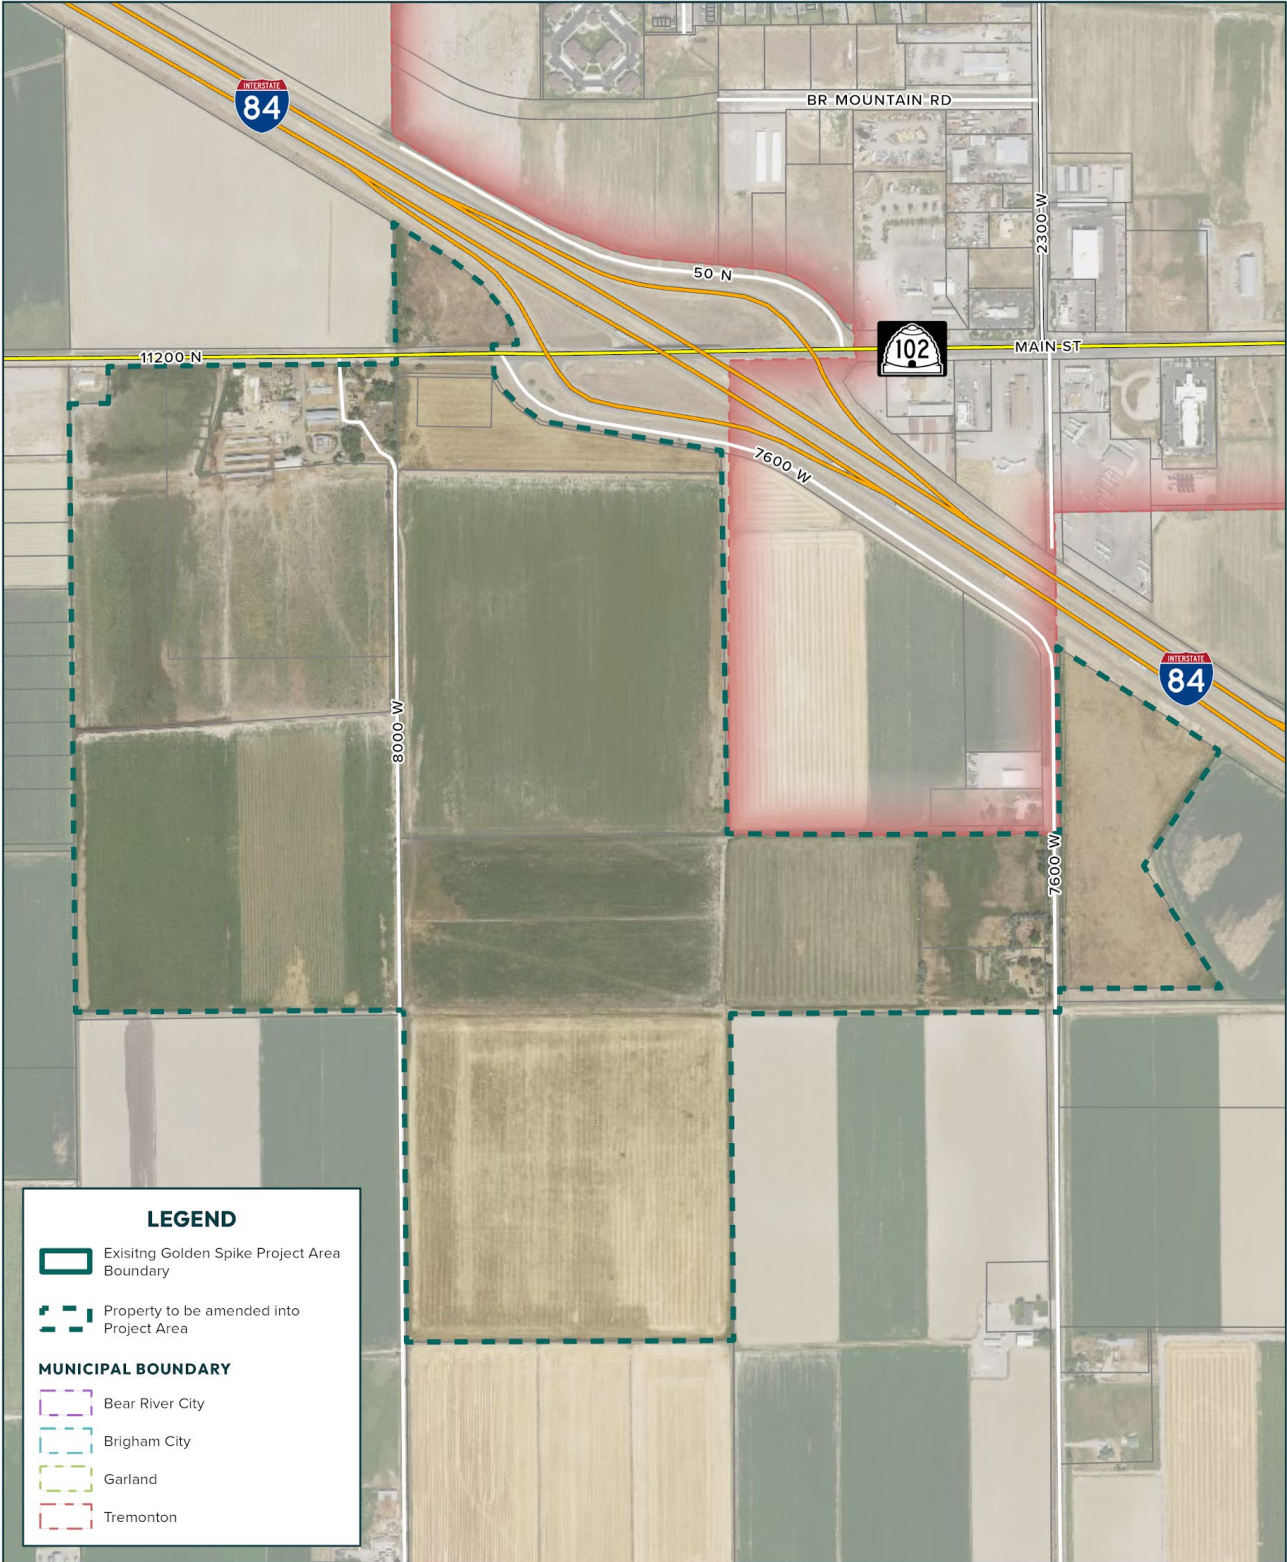 INTERSTATE
84
BR MOUNTAIN RD
2300 W
50 N
11200 N
102
MAIN ST
7600 W
INTERSTATE
84
8000 W
7600 W
LEGEND
Exisitng Golden Spike Project Area
Boundary
Property to be amended into
Project Area
MUNICIPAL BOUNDARY
Bear River City
Brigham City
Garland
Tremonton